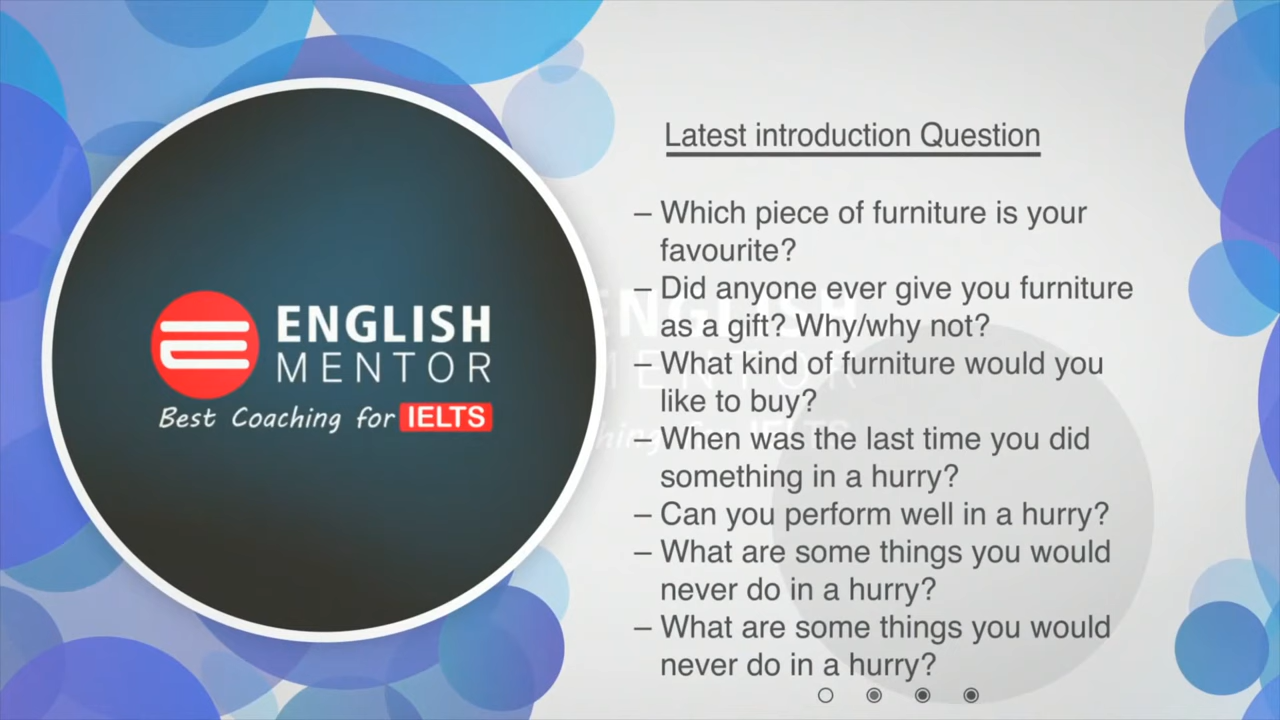 ENGLISH
MENTOR
Best Coaching for IELTS
Latest introduction Question
– Which piece of furniture is your
favourite?
– Did anyone ever give you furniture
as a gift? Why/why not?
– What kind of furniture would you
like to buy?
– When was the last time you did
something in a hurry?
– Can you perform well in a hurry?
– What are some things you would
never do in a hurry?
– What are some things you would
never do in a hurry?